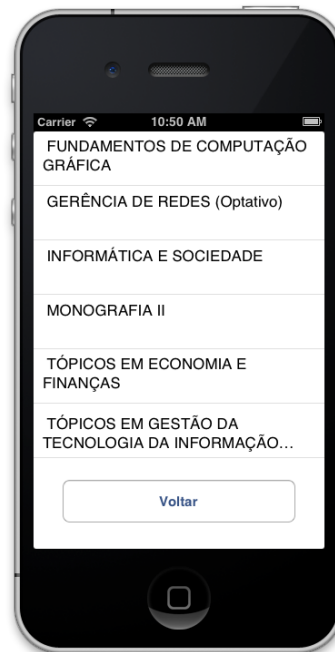 Carrier 10:50 AM
FUNDAMENTOS DE COMPUTAÇÃO
GRÁFICA
GERÊNCIA DE REDES (Optativo)
INFORMÁTICA E SOCIEDADE
MONOGRAFIA II
TÓPICOS EM ECONOMIA E
FINANÇAS
TÓPICOS EM GESTÃO DA
TECNOLOGIA DA INFORMAÇÃO...
Voltar